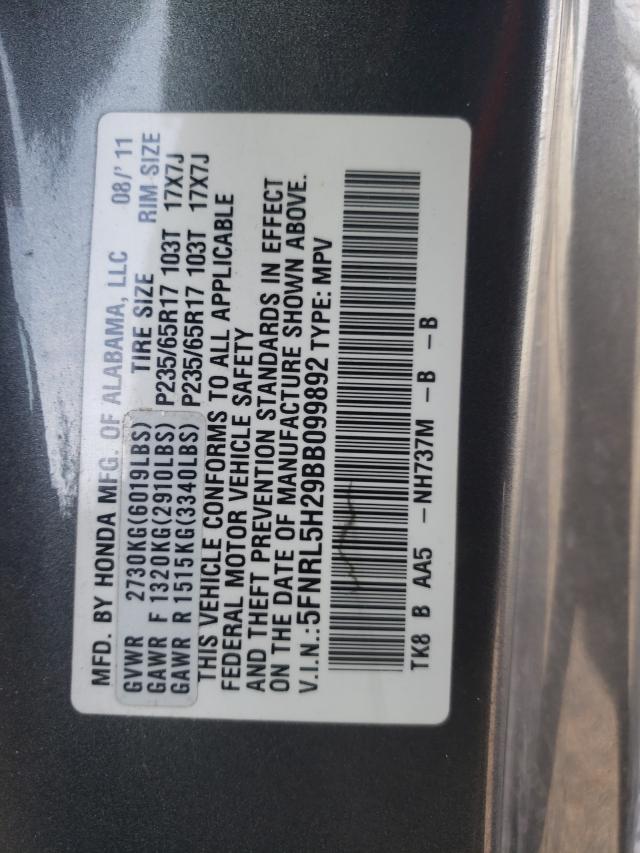 MFD. BY HONDA MFG. OF ALABAMA, LLC 08/'11
GVWR 2730KG(6019LBS) TIRE SIZE RIM SIZE
GAWR F 1320KG(2910LBS) P235/65R17 103T 17X7J
GAWR R 1515KG(3340LBS) P235/65R17 103T 17X7J
THIS VEHICLE CONFORMS TO ALL APPLICABLE
FEDERAL MOTOR VEHICLE SAFETY
AND THEFT PREVENTION STANDARDS IN EFFECT
ON THE DATE OF MANUFACTURE SHOWN ABOVE.
V.I.N.:5FNRL5H29BB099892 TYPE: MPV
TK8 B AA5 -NH737M -B -B